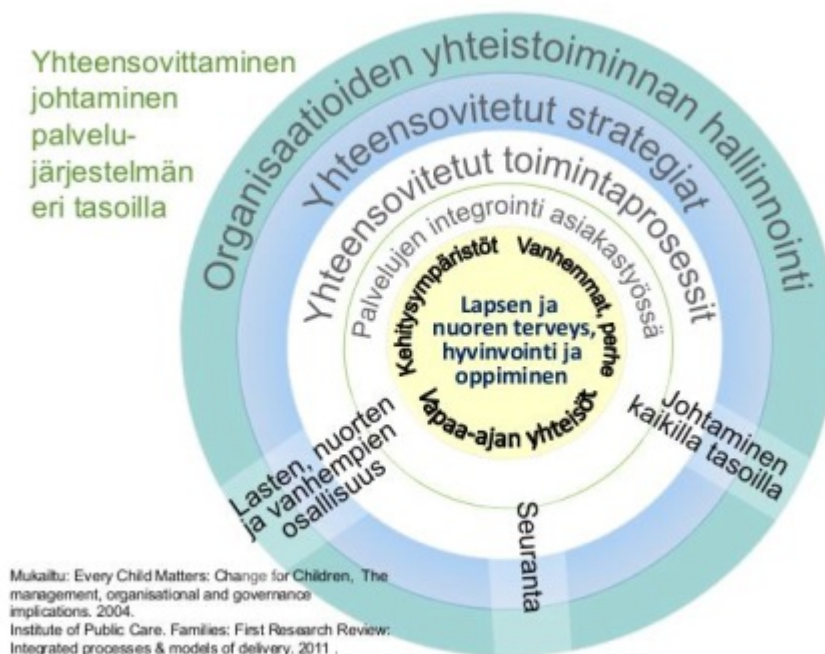 Yhteensovittaminen
johtaminen
palvelu-
järjestelmän
eri tasoilla
Organisaatioiden yhteistoiminnan hallinnointi
Yhteensovitetut strategiat
Yhteensovitetut toimintaprosessit
Palvelujen integrointi asiakastyössä
Kehitysympäristöt
Vanhemmat, perhe
Vapaa-ajan yhteisöt
Lapsen ja
nuoren terveys,
hyvinvointi ja
oppiminen
Lasten, nuorten
ja vanhempien
osallisuus
Seuranta
Johtaminen
kaikilla tasoilla
Mukailtu: Every Child Matters: Change for Children, The
management, organisational and governance
implications. 2004.
Institute of Public Care. Families: First Research Review:
Integrated processes & models of delivery. 2011 .